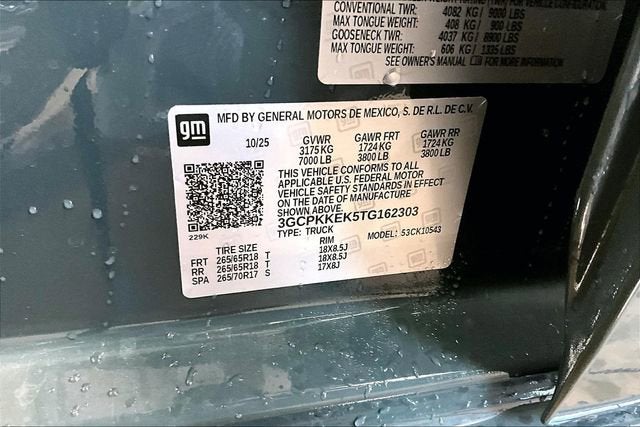 CONVENTIONAL TWR: 4082 KG / 9000 LBS
MAX TONGUE WEIGHT: 408 KG / 900 LBS
GOOSENECK TWR: 4037 KG / 8900 LBS
MAX TONGUE WEIGHT: 606 KG / 1335 LBS
SEE OWNER'S MANUAL FOR MORE INFORMATION
gm
MFD BY GENERAL MOTORS DE MEXICO, S. DE R.L. DE C.V.
10/25 GVWR GAWR FRT GAWR RR
3175 KG 1724 KG 1724 KG
7000 LB 3800 LB 3800 LB
THIS VEHICLE CONFORMS TO ALL
APPLICABLE U.S. FEDERAL MOTOR
VEHICLE SAFETY STANDARDS IN EFFECT
ON THE DATE OF MANUFACTURE
SHOWN ABOVE.
3GCPKKEK5TG162303
229K
TYPE: TRUCK MODEL: 53CK10543
TIRE SIZE RIM
FRT 265/65R18 T 18X8.5J
RR 265/65R18 T 18X8.5J
SPA 265/70R17 S 17X8J